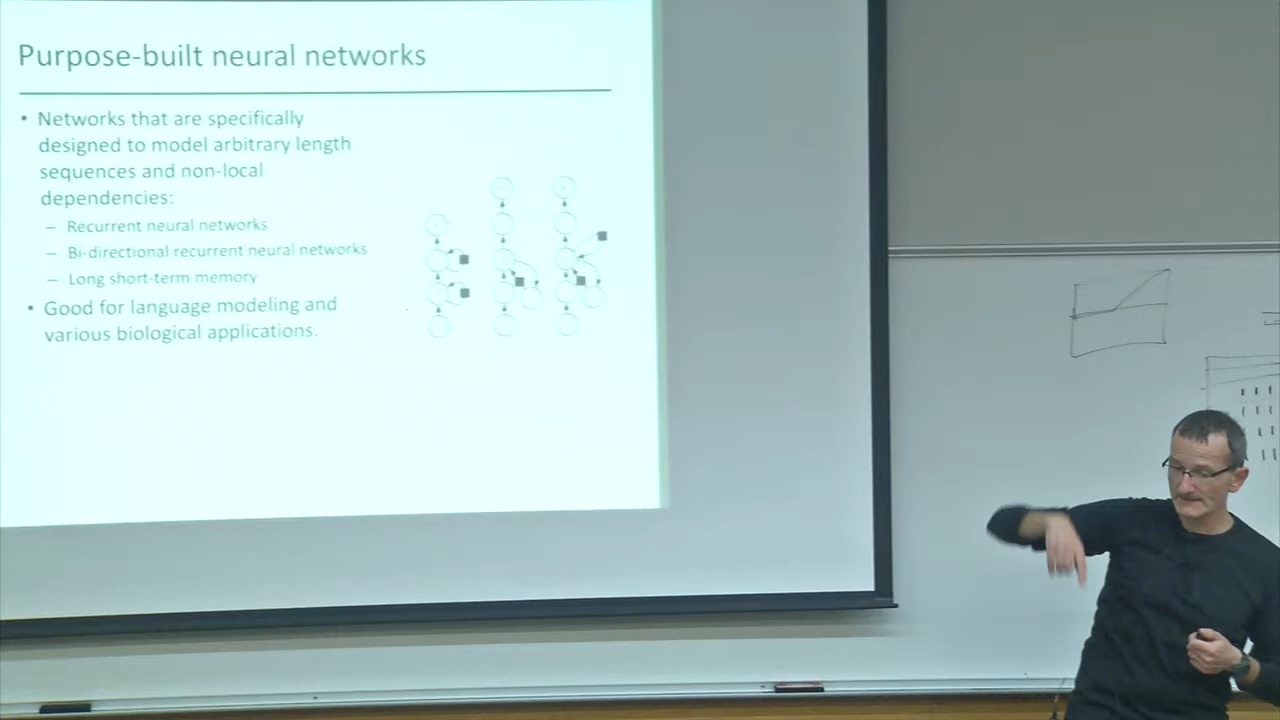 Purpose-built neural networks
• Networks that are specifically
designed to model arbitrary length
sequences and non-local
dependencies:
– Recurrent neural networks
– Bi-directional recurrent neural networks
– Long short-term memory
• Good for language modeling and
various biological applications.